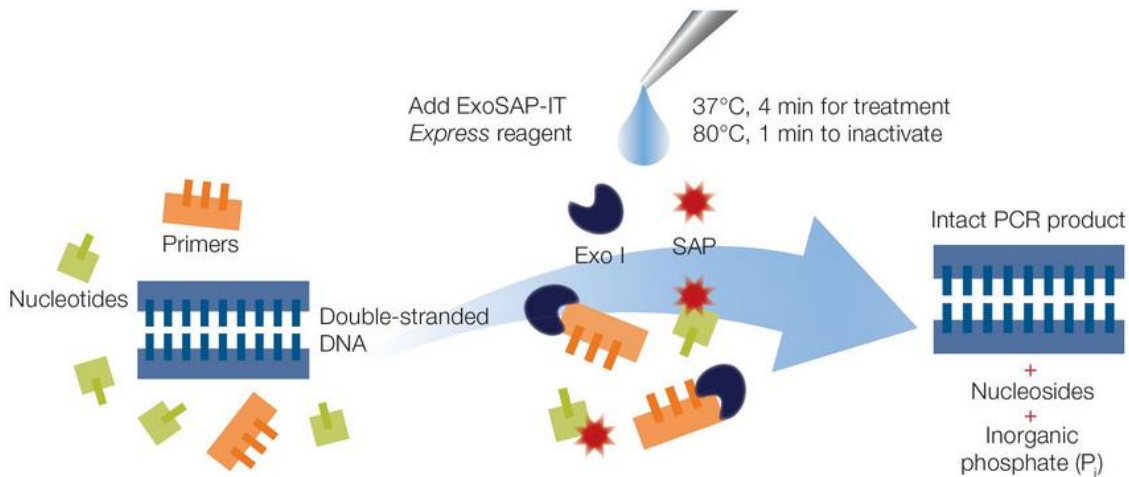 Add ExoSAP-IT
Express reagent
37°C, 4 min for treatment
80°C, 1 min to inactivate
Primers
Nucleotides
Double-stranded
DNA
Exo I
SAP
Intact PCR product
+
Nucleosides
+
Inorganic
phosphate (Pi)